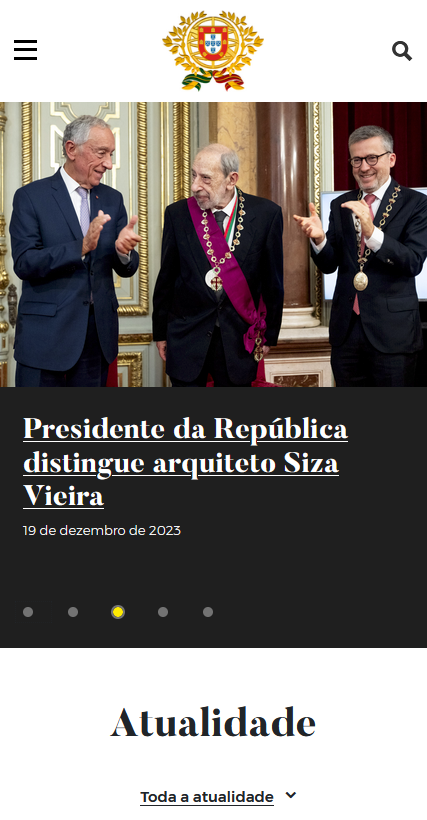 Presidente da República
distingue arquiteto Siza
Vieira
19 de dezembro de 2023
Atualidade
Toda a atualidade